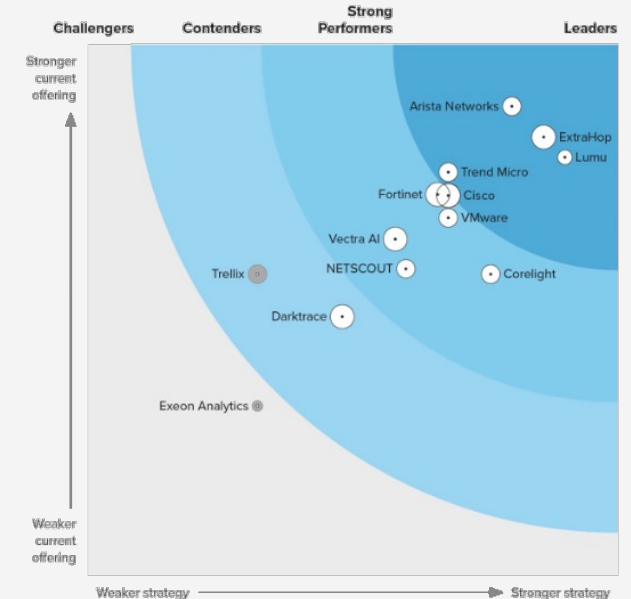 Strong
Challengers Contenders Performers Leaders
Stronger
current
offering
Arista Networks
ExtraHop
Lumu
Trend Micro
Fortinet Cisco
VMware
Vectra AI
NETSCOUT
Trellix
Corelight
Darktrace
Exeon Analytics
Weaker
current
offering
Weaker strategy Stronger strategy